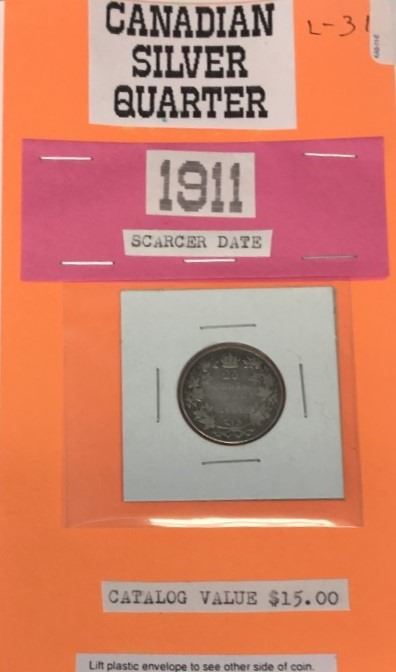 CANADIAN
SILVER
QUARTER
L-31
1911
SCARCER DATE
CATALOG VALUE $15.00
Lift plastic envelope to see other side of coin.